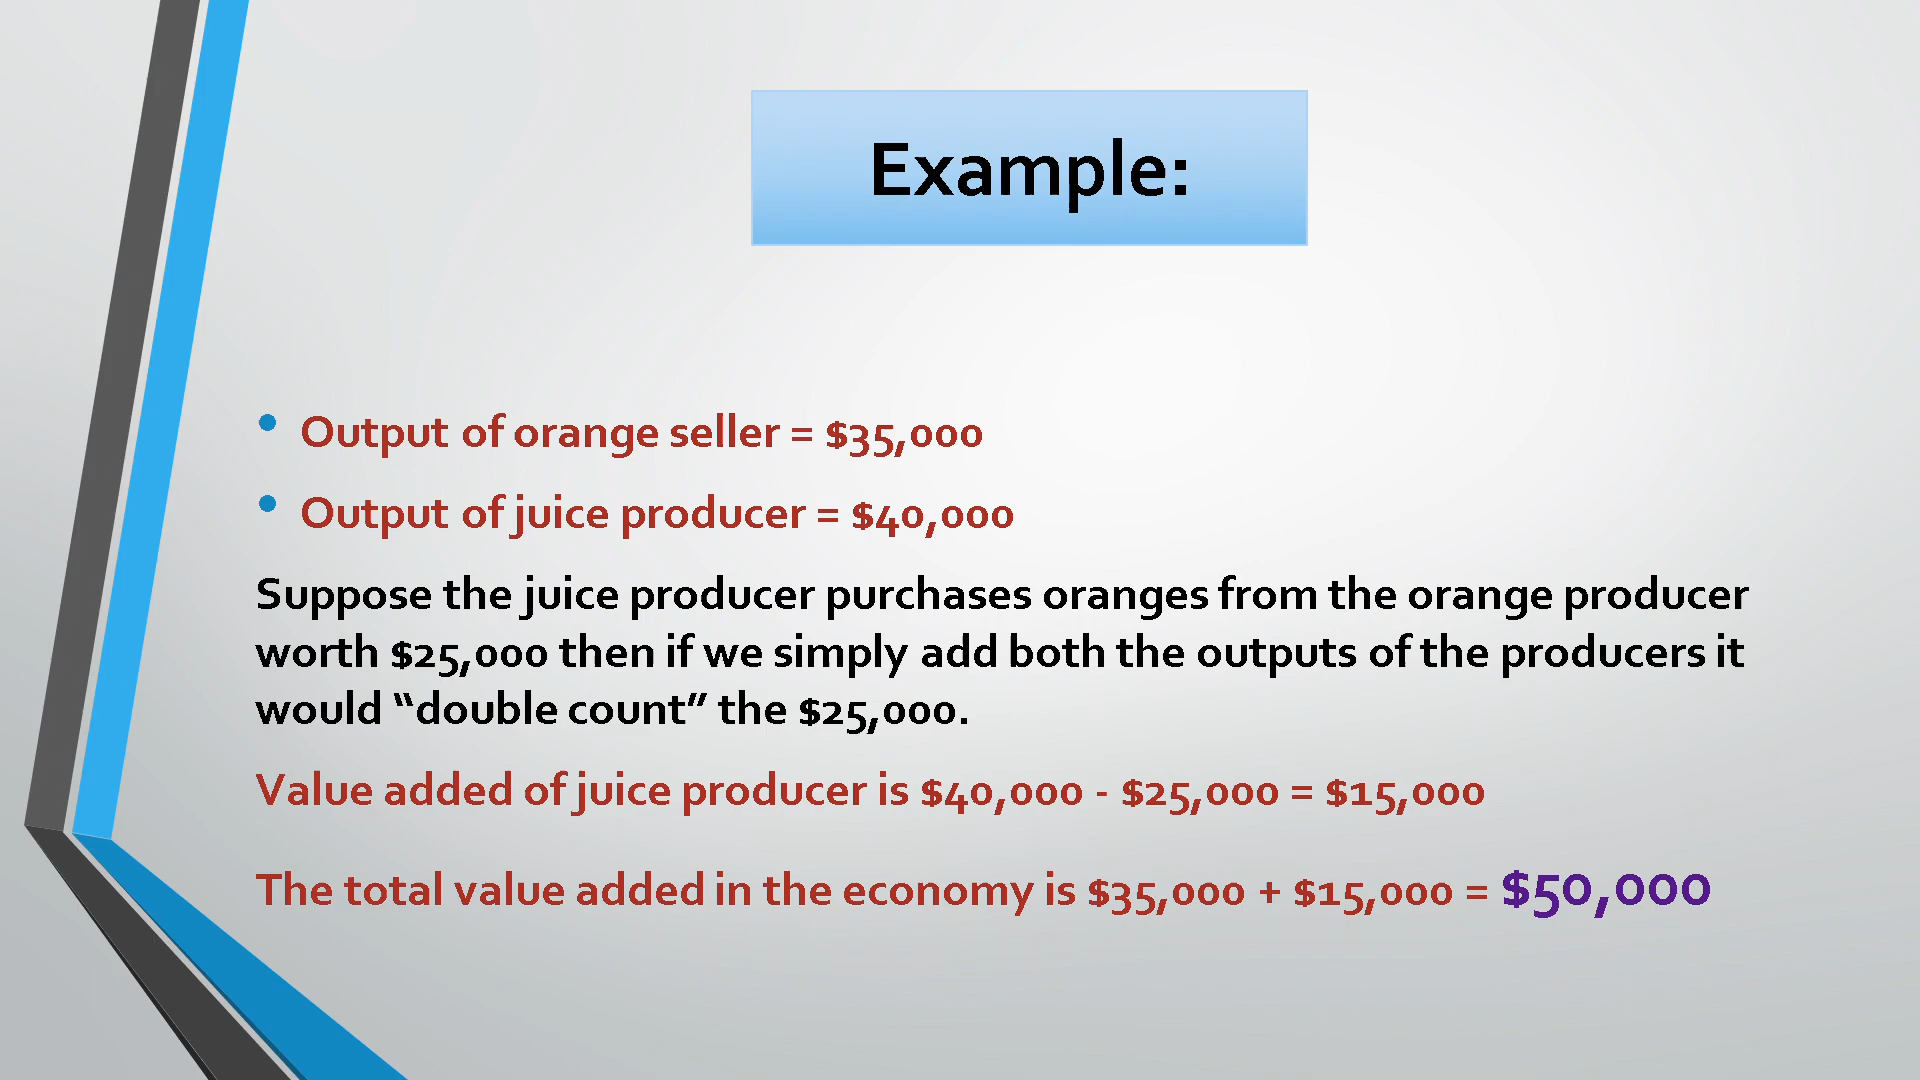 Example:
• Output of orange seller = $35,000
• Output of juice producer = $40,000
Suppose the juice producer purchases oranges from the orange producer
worth $25,000 then if we simply add both the outputs of the producers it
would “double count” the $25,000.
Value added of juice producer is $40,000 - $25,000 = $15,000
The total value added in the economy is $35,000 + $15,000 = $50,000